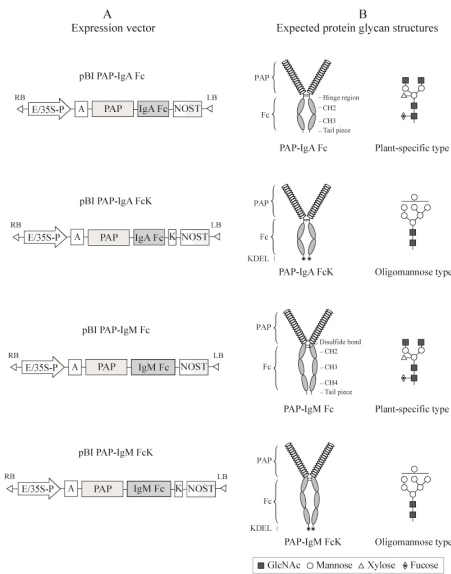 A
Expression vector
B
Expected protein glycan structures
pBI PAP-IgA Fc
RB
LB
E/35S-P A PAP IgA Fc NOST
PAP
Fc
Hinge region
CH2
CH3
Tail piece
PAP-IgA Fc
Plant-specific type
pBI PAP-IgA FcK
RB
LB
E/35S-P A PAP IgA Fc K NOST
PAP
Fc
KDEL
PAP-IgA FcK
Oligomannose type
pBI PAP-IgM Fc
RB
LB
E/35S-P A PAP IgM Fc NOST
PAP
Fc
Disulfide bond
CH2
CH3
CH4
Tail piece
PAP-IgM Fc
Plant-specific type
pBI PAP-IgM FcK
RB
LB
E/35S-P A PAP IgM Fc K NOST
PAP
Fc
KDEL
PAP-IgM FcK
Oligomannose type
GlcNAc Mannose Xylose Fucose